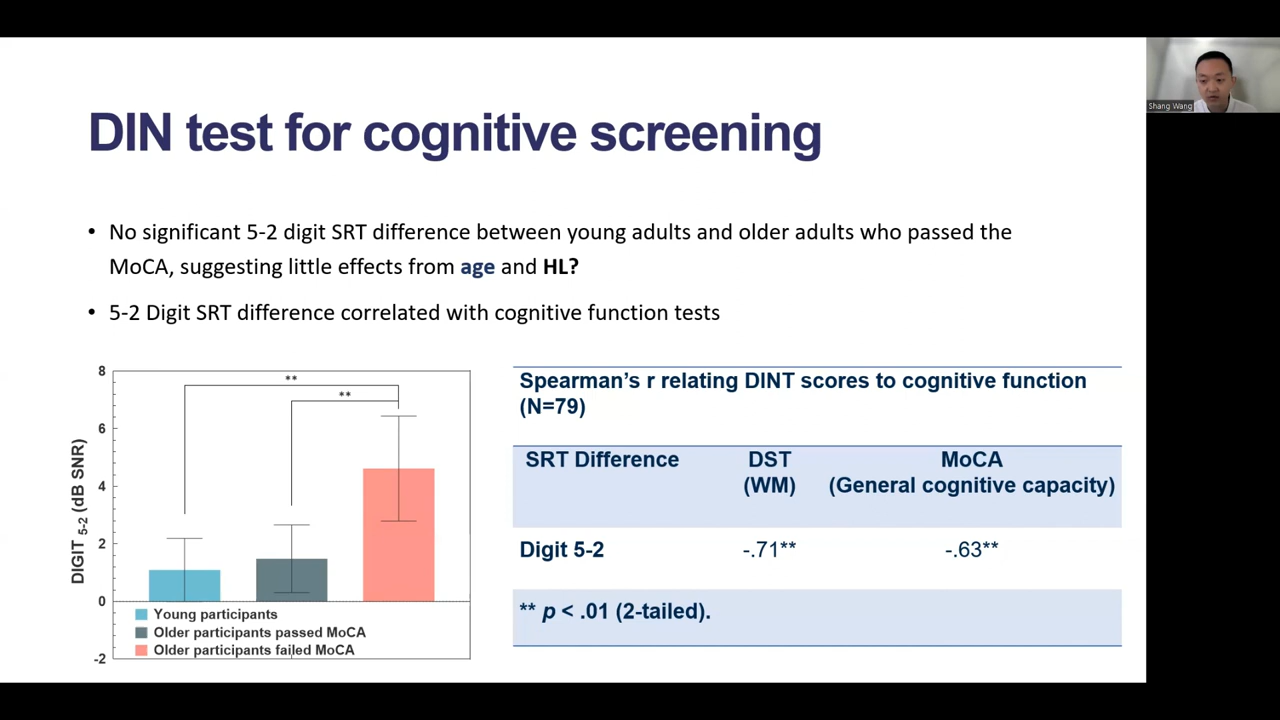 Shang Wang
DIN test for cognitive screening
• No significant 5-2 digit SRT difference between young adults and older adults who passed the
MoCA, suggesting little effects from age and HL?
• 5-2 Digit SRT difference correlated with cognitive function tests
8
6
4
2
0
-2
DIGIT 5-2 (dB SNR)
**
**
Young participants
Older participants passed MoCA
Older participants failed MoCA
Spearman’s r relating DINT scores to cognitive function
(N=79)
SRT Difference DST MoCA
(WM) (General cognitive capacity)
Digit 5-2 -.71** -.63**
** p < .01 (2-tailed).